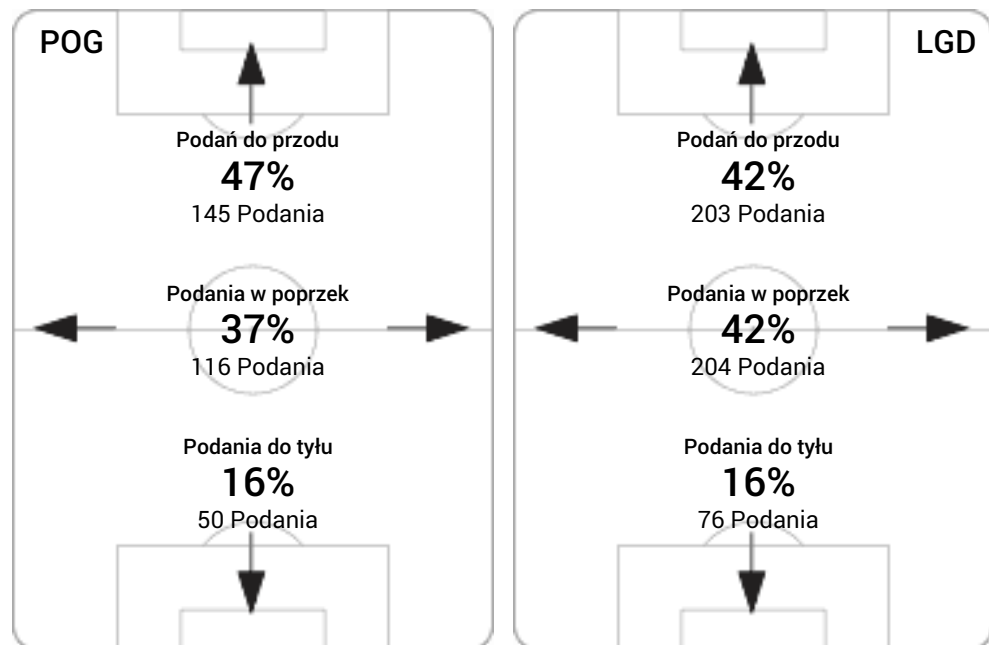 POG
Podań do przodu
47%
145 Podania
Podania w poprzek
37%
116 Podania
Podania do tyłu
16%
50 Podania
LGD
Podań do przodu
42%
203 Podania
Podania w poprzek
42%
204 Podania
Podania do tyłu
16%
76 Podania